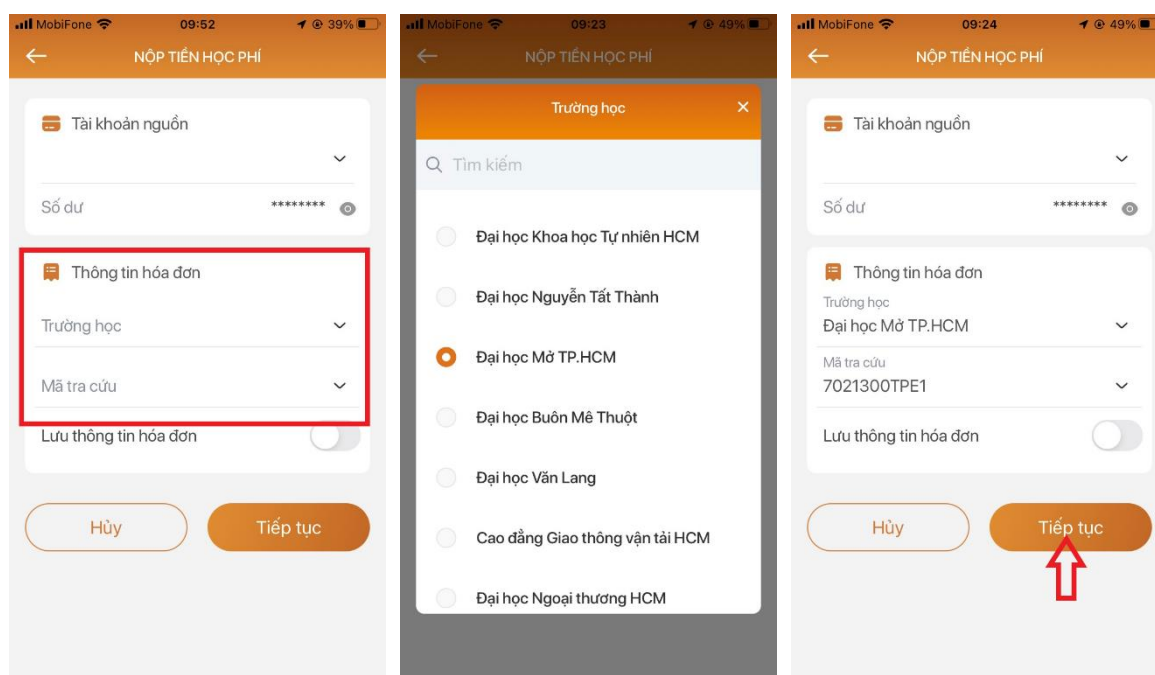 MobiFone 09:52 39%
NỘP TIỀN HỌC PHÍ
Tài khoản nguồn
Số dư ********
Thông tin hóa đơn
Trường học
Mã tra cứu
Lưu thông tin hóa đơn
Hủy Tiếp tục
MobiFone 09:23 49%
NỘP TIỀN HỌC PHÍ
Trường học
Tìm kiếm
Đại học Khoa học Tự nhiên HCM
Đại học Nguyễn Tất Thành
Đại học Mở TP.HCM
Đại học Buôn Mê Thuột
Đại học Văn Lang
Cao đẳng Giao thông vận tải HCM
Đại học Ngoại thương HCM
MobiFone 09:24 49%
NỘP TIỀN HỌC PHÍ
Tài khoản nguồn
Số dư ********
Thông tin hóa đơn
Trường học
Đại học Mở TP.HCM
Mã tra cứu
7021300TPE1
Lưu thông tin hóa đơn
Hủy Tiếp tục